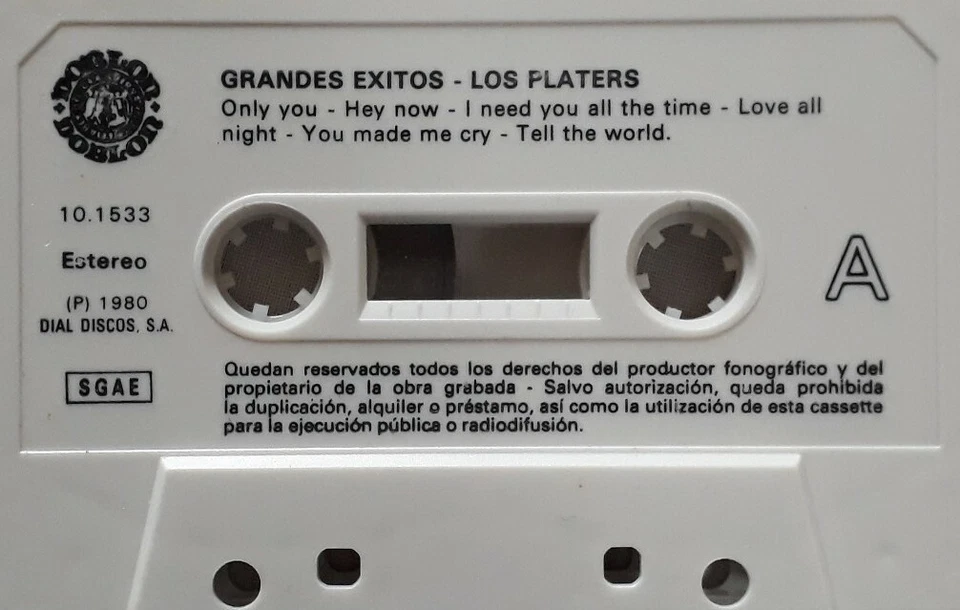 DOBLON
DOBLON
GRANDES EXITOS - LOS PLATERS
Only you - Hey now - I need you all the time - Love all
night - You made me cry - Tell the world.
10.1533
Estereo
(P) 1980
DIAL DISCOS, S.A.
SGAE
A
Quedan reservados todos los derechos del productor fonográfico y del
propietario de la obra grabada - Salvo autorización, queda prohibida
la duplicación, alquiler o préstamo, así como la utilización de esta cassette
para la ejecución pública o radiodifusión.